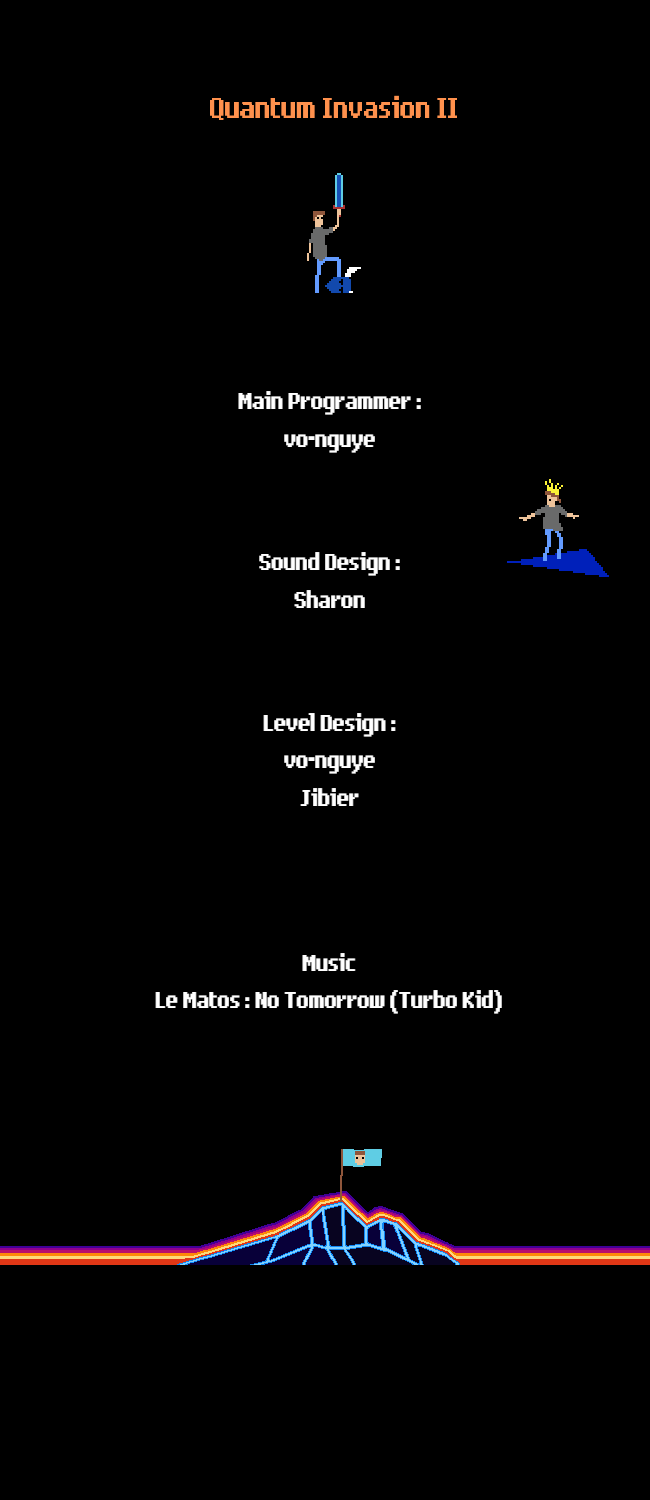 Quantum Invasion II
Main Programmer :
vo-nguye
Sound Design :
Sharon
Level Design :
vo-nguye
Jibier
Music
Le Matos : No Tomorrow (Turbo Kid)